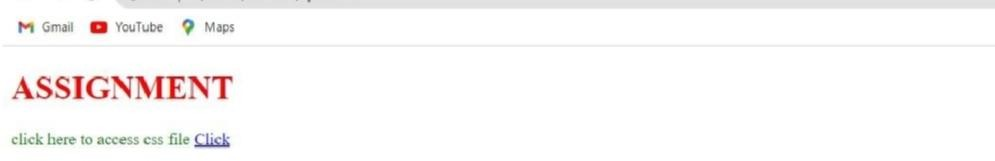 Gmail YouTube Maps
ASSIGNMENT
click here to access css file Click